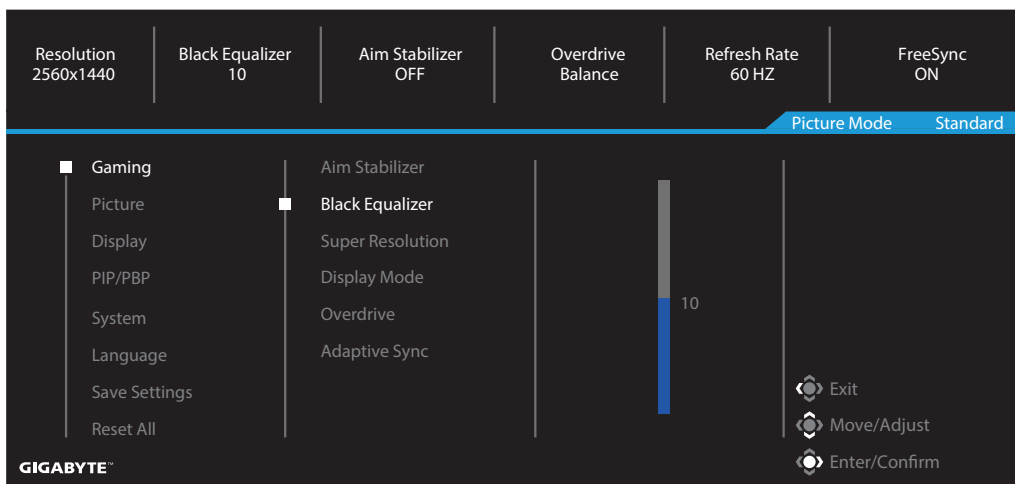 Resolution
2560x1440
Black Equalizer
10
Aim Stabilizer
OFF
Overdrive
Balance
Refresh Rate
60 HZ
FreeSync
ON
Picture Mode Standard
Gaming
Picture
Display
PIP/PBP
System
Language
Save Settings
Reset All
Aim Stabilizer
Black Equalizer
Super Resolution
Display Mode
Overdrive
Adaptive Sync
10
Exit
Move/Adjust
Enter/Confirm
GIGABYTE™